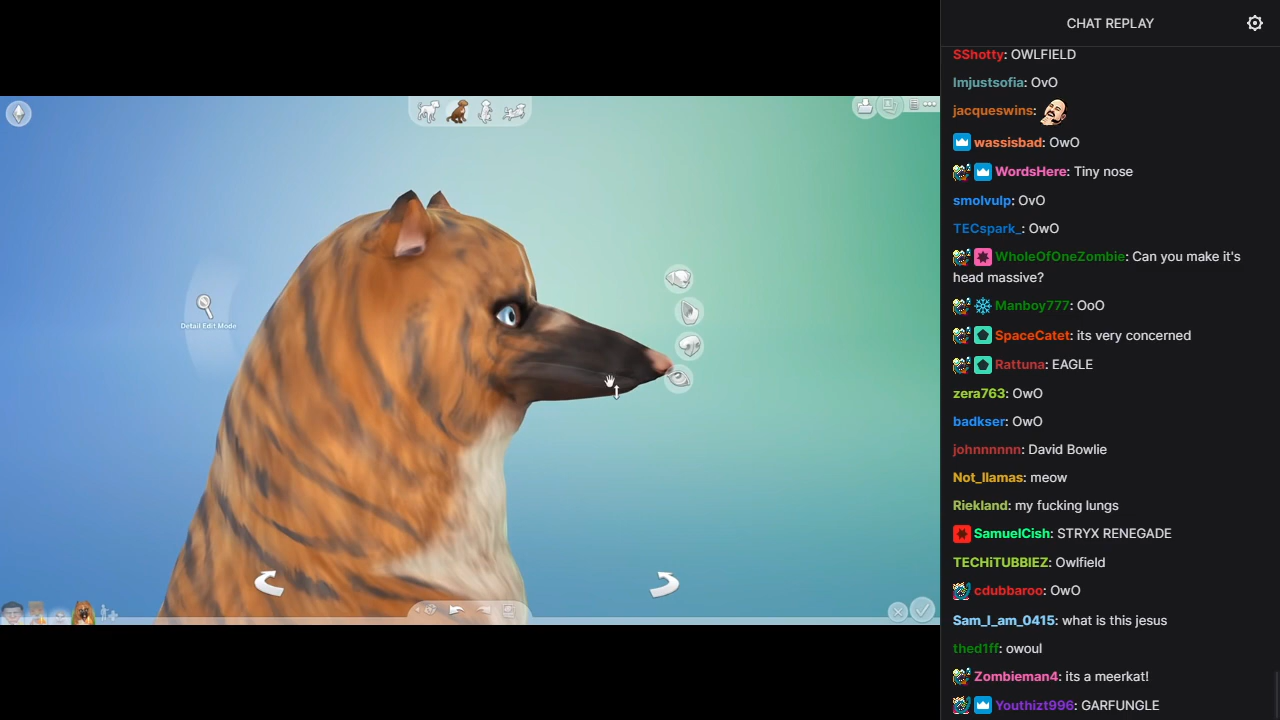 CHAT REPLAY
SShotty: OWLFIELD
Imjustsofia: OvO
jacqueswins:
wassisbad: OwO
WordsHere: Tiny nose
smolvulp: OvO
TECspark_: OwO
WholeOfOneZombie: Can you make it's
head massive?
Manboy777: OoO
SpaceCatet: its very concerned
Rattuna: EAGLE
zera763: OwO
badkser: OwO
johnnnnnn: David Bowlie
Not_llamas: meow
Riekland: my fucking lungs
SamuelCish: STRYX RENEGADE
TECHiTUBBIEZ: Owlfield
cdubbaroo: OwO
Sam_I_am_0415: what is this jesus
thed1ff: owoul
Zombieman4: its a meerkat!
Youthizt996: GARFUNGLE
Detail Edit Mode